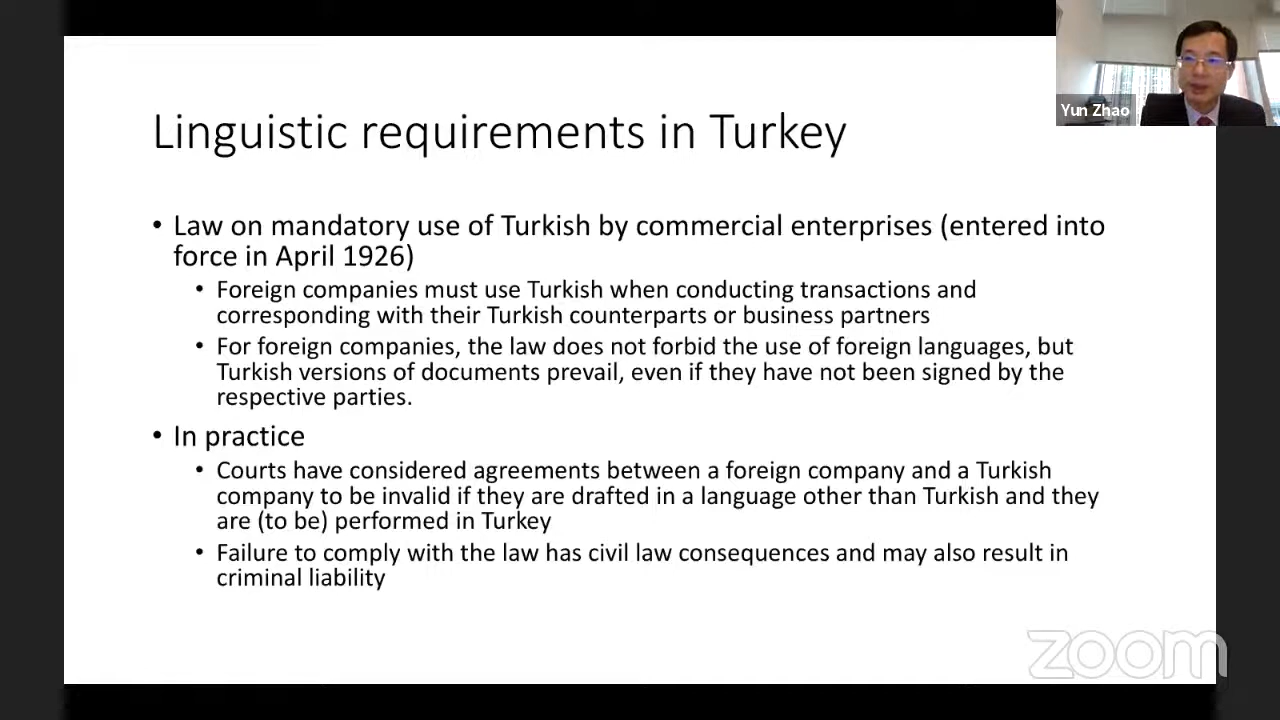 Yun Zhao
Linguistic requirements in Turkey
• Law on mandatory use of Turkish by commercial enterprises (entered into
force in April 1926)
• Foreign companies must use Turkish when conducting transactions and
corresponding with their Turkish counterparts or business partners
• For foreign companies, the law does not forbid the use of foreign languages, but
Turkish versions of documents prevail, even if they have not been signed by the
respective parties.
• In practice
• Courts have considered agreements between a foreign company and a Turkish
company to be invalid if they are drafted in a language other than Turkish and they
are (to be) performed in Turkey
• Failure to comply with the law has civil law consequences and may also result in
criminal liability
zoom